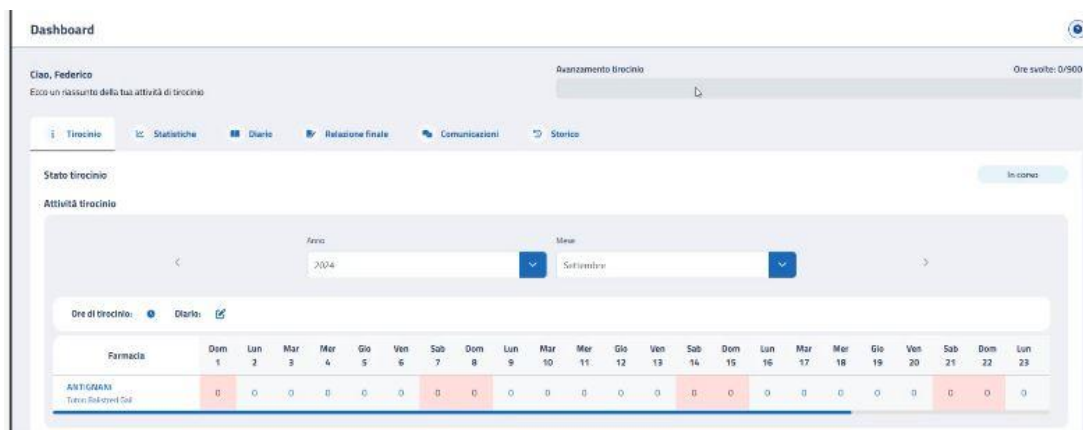 Dashboard
Ciao, Federico
Ecco un riassunto della tua attività di tirocinio
Avanzamento tirocinio
Ore svolte: 0/900
Tirocinio
Statistiche
Diario
Relazione finale
Comunicazioni
Storico
Stato tirocinio
In corso
Attività tirocinio
Anno
Mese
2024
Settembre
Ore di tirocinio:
Diario:
Farmacia
Dom Lun Mar Mer Gio Ven Sab Dom Lun Mar Mer Gio Ven Sab Dom Lun Mar Mer Gio Ven Sab Dom Lun
1 2 3 4 5 6 7 8 9 10 11 12 13 14 15 16 17 18 19 20 21 22 23
ANTIGNANI
0 0 0 0 0 0 0 0 0 0 0 0 0 0 0 0 0 0 0 0 0 0 0